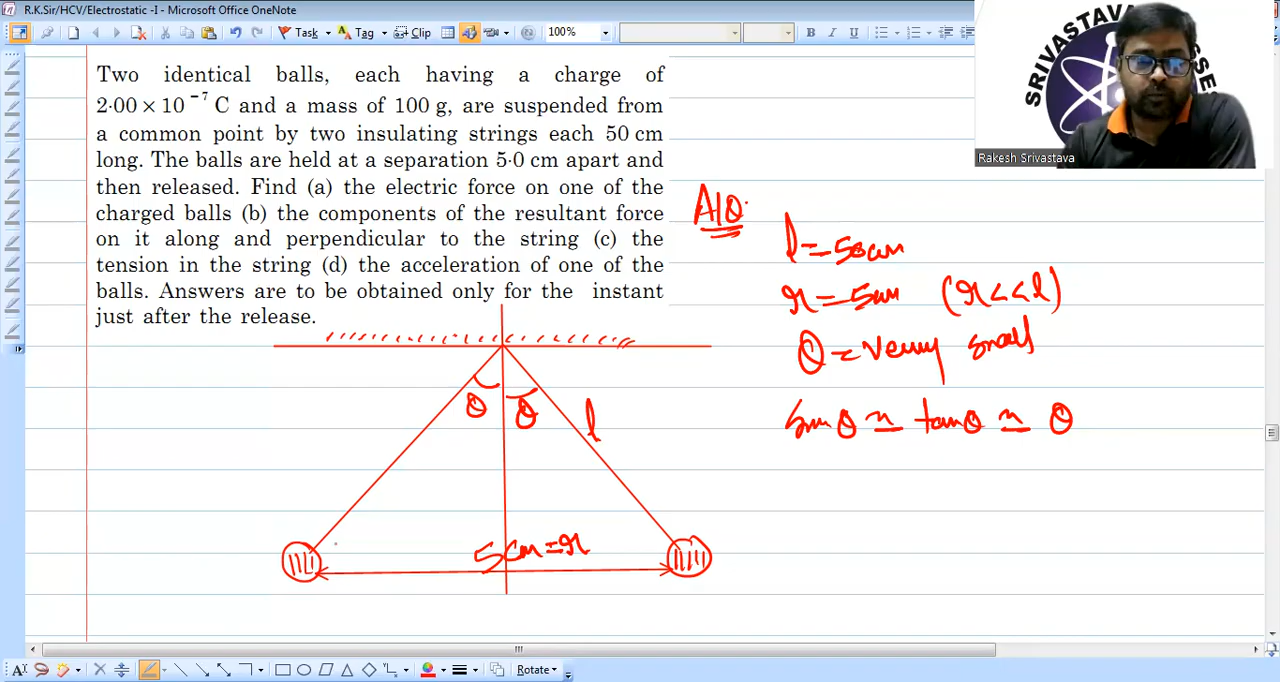 R.K.Sir/HCV/Electrostatic -I - Microsoft Office OneNote
Task
Tag
Clip
100%
B I U
SRIVASTAVA
SSES
Rakesh Srivastava
Two identical balls, each having a charge of
2·00 × 10⁻⁷ C and a mass of 100 g, are suspended from
a common point by two insulating strings each 50 cm
long. The balls are held at a separation 5·0 cm apart and
then released. Find (a) the electric force on one of the
charged balls (b) the components of the resultant force
on it along and perpendicular to the string (c) the
tension in the string (d) the acceleration of one of the
balls. Answers are to be obtained only for the instant
just after the release.
A/Q.
l = 50cm
r = 5cm (r << l)
θ = very small
sinθ ≈ tanθ ≈ θ
θ θ l
5cm = r
A
Rotate